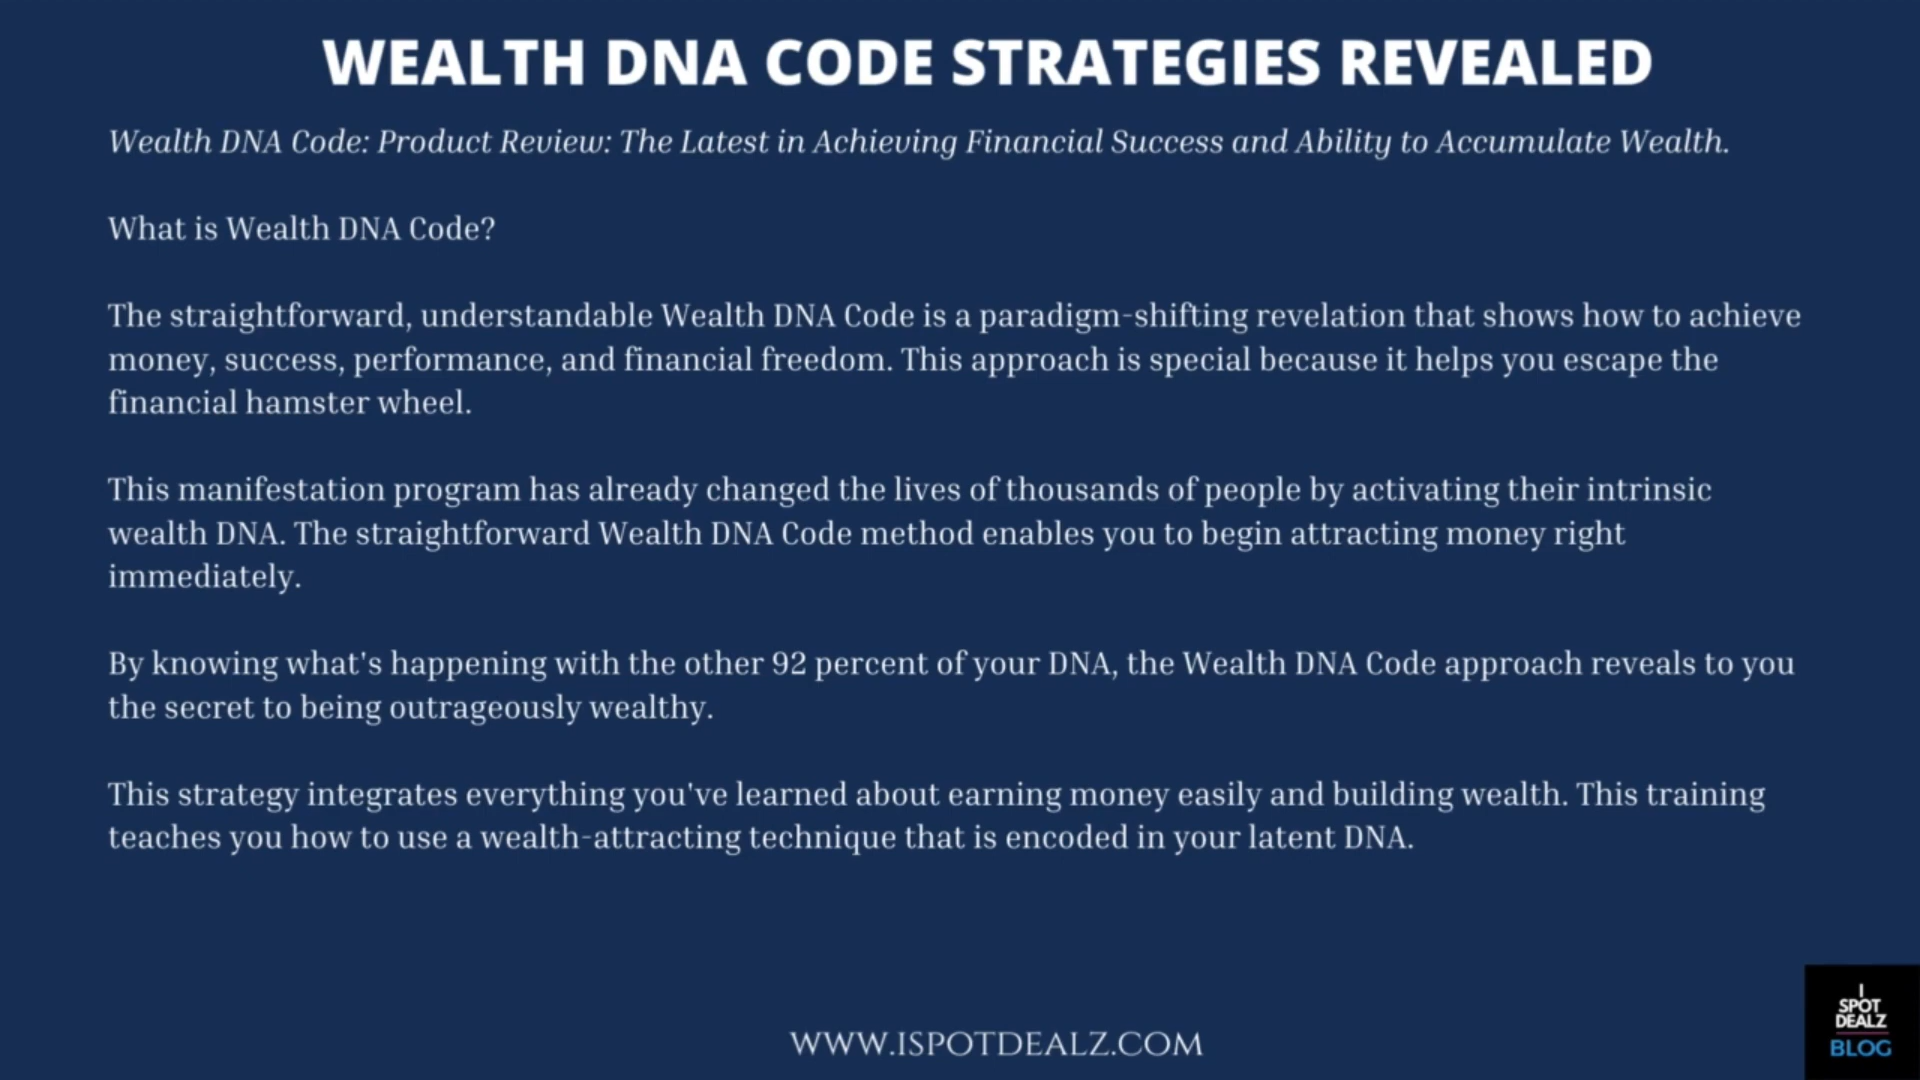 WEALTH DNA CODE STRATEGIES REVEALED
Wealth DNA Code: Product Review: The Latest in Achieving Financial Success and Ability to Accumulate Wealth.
What is Wealth DNA Code?
The straightforward, understandable Wealth DNA Code is a paradigm-shifting revelation that shows how to achieve
money, success, performance, and financial freedom. This approach is special because it helps you escape the
financial hamster wheel.
This manifestation program has already changed the lives of thousands of people by activating their intrinsic
wealth DNA. The straightforward Wealth DNA Code method enables you to begin attracting money right
immediately.
By knowing what's happening with the other 92 percent of your DNA, the Wealth DNA Code approach reveals to you
the secret to being outrageously wealthy.
This strategy integrates everything you've learned about earning money easily and building wealth. This training
teaches you how to use a wealth-attracting technique that is encoded in your latent DNA.
WWW.ISPOTDEALZ.COM
I
SPOT
DEALZ
BLOG